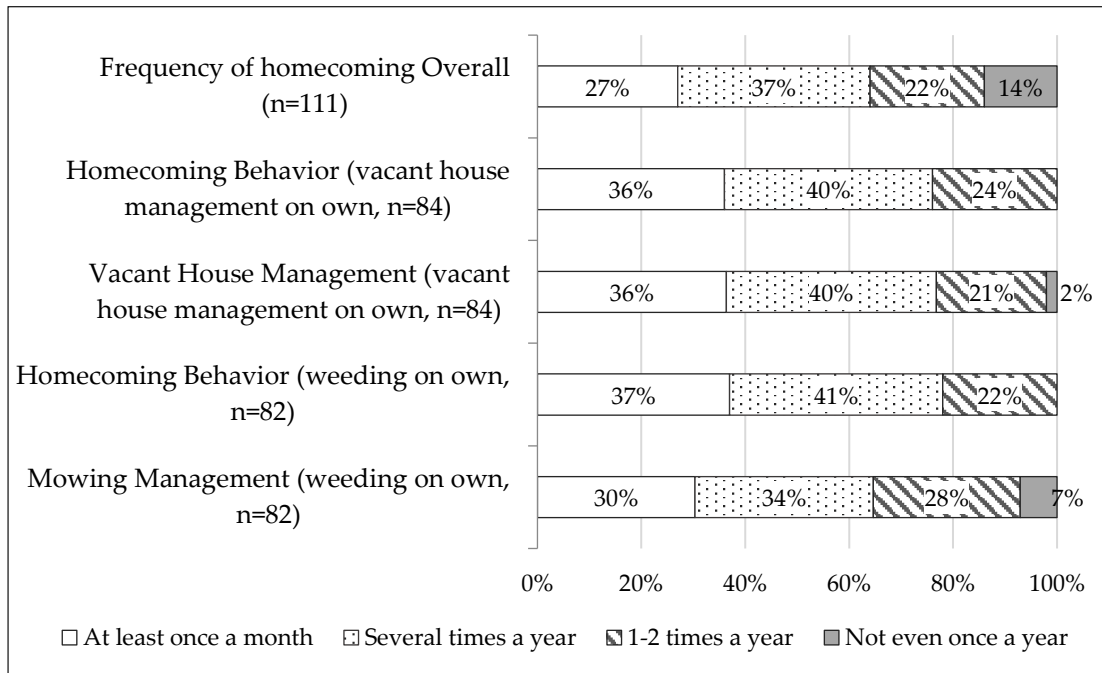 Frequency of homecoming Overall
(n=111)
27% 37% 22% 14%
Homecoming Behavior (vacant house
management on own, n=84)
36% 40% 24%
Vacant House Management (vacant
house management on own, n=84)
36% 40% 21% 2%
Homecoming Behavior (weeding on own,
n=82)
37% 41% 22%
Mowing Management (weeding on own,
n=82)
30% 34% 28% 7%
0% 20% 40% 60% 80% 100%
At least once a month Several times a year 1-2 times a year Not even once a year